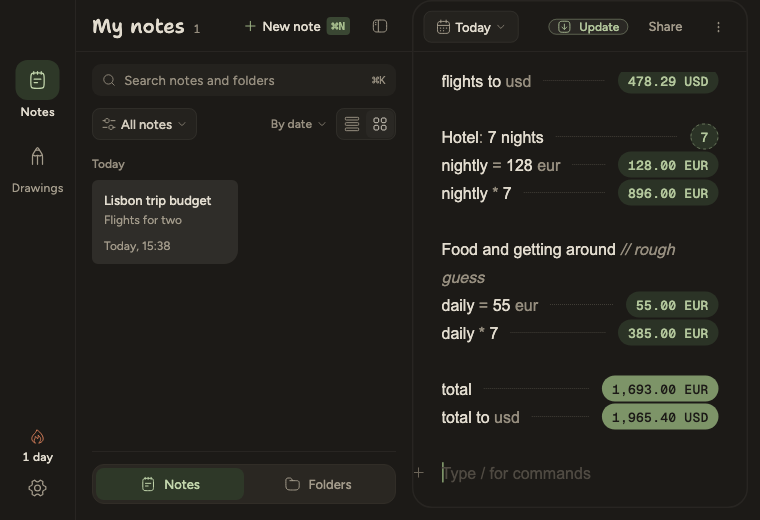 My notes 1
+ New note ⌘N
Today
Update
Share
Notes
Drawings
Search notes and folders ⌘K
All notes
By date
Today
Lisbon trip budget
Flights for two
Today, 15:38
flights to usd 478.29 USD
Hotel: 7 nights 7
nightly = 128 eur 128.00 EUR
nightly * 7 896.00 EUR
Food and getting around // rough
guess
daily = 55 eur 55.00 EUR
daily * 7 385.00 EUR
total 1,693.00 EUR
total to usd 1,965.40 USD
+ Type / for commands
1 day
Notes
Folders